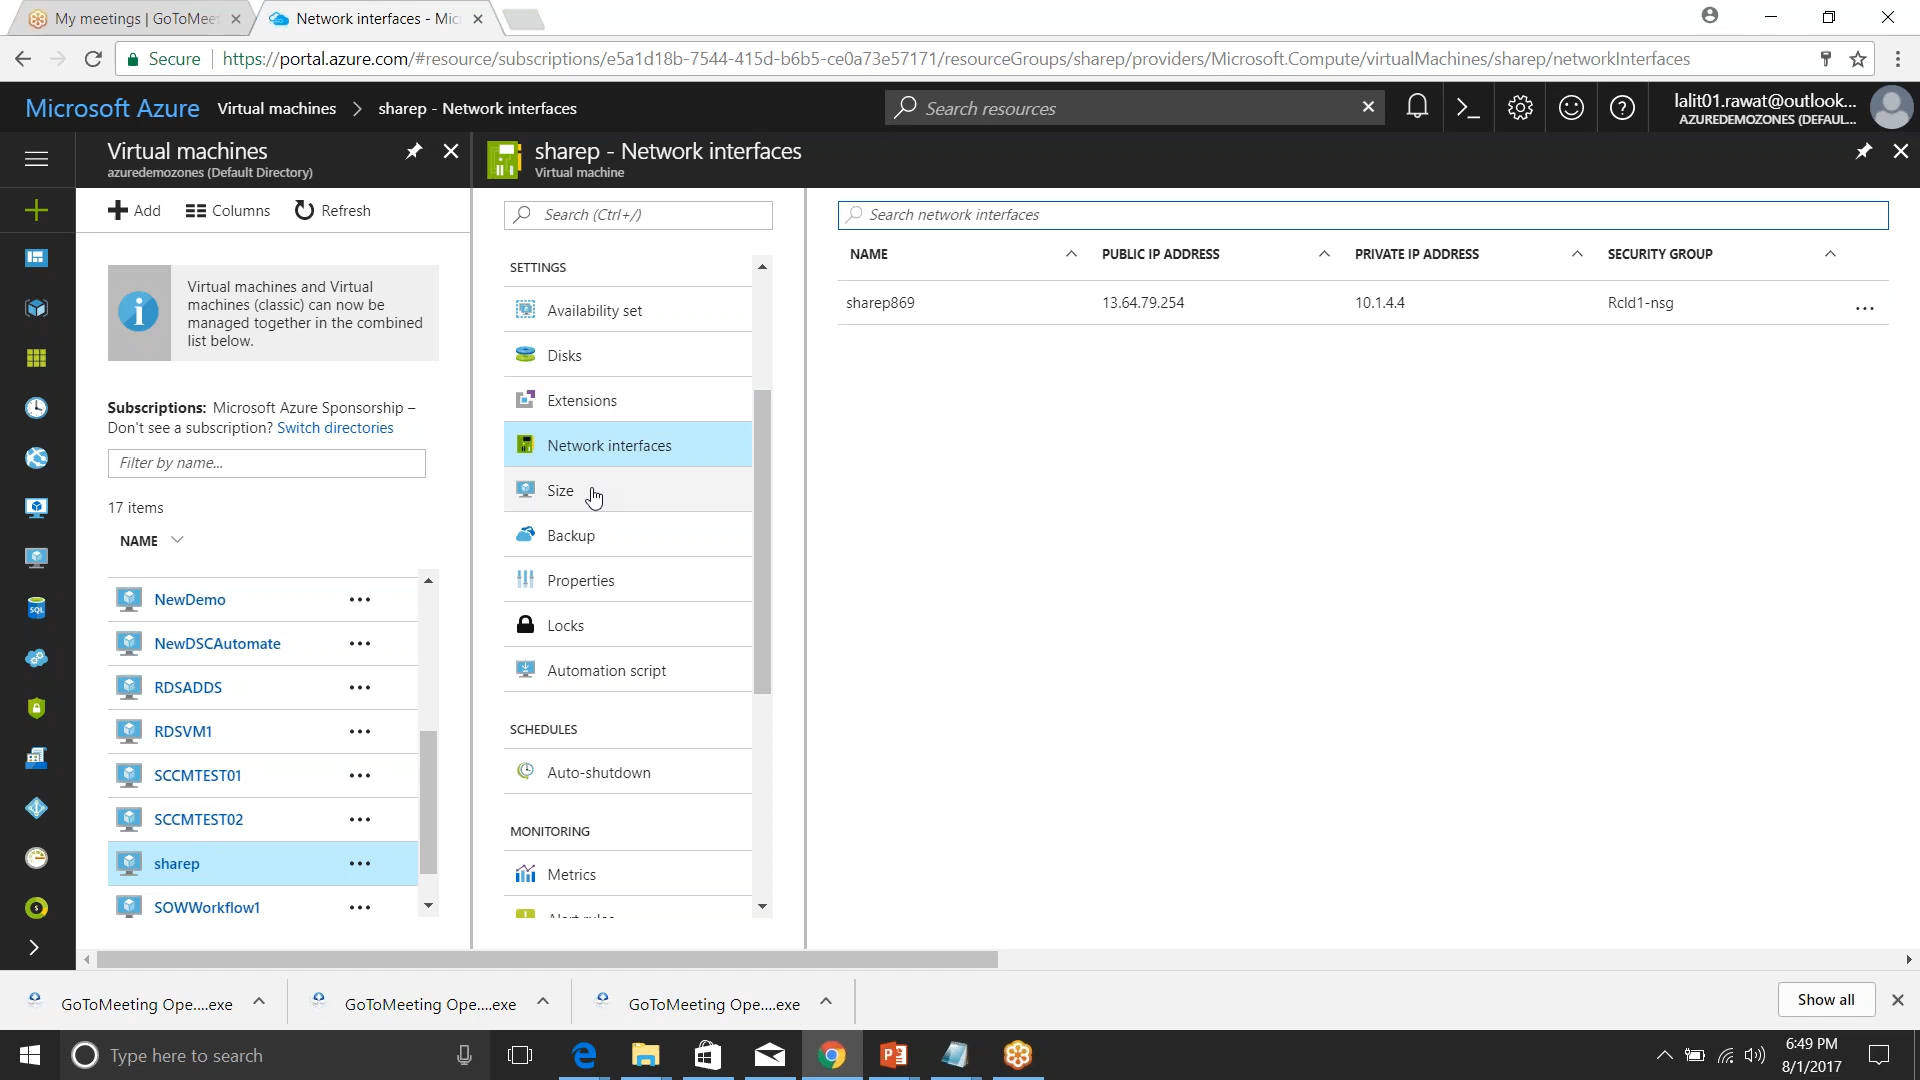 My meetings | GoToMeet
Network interfaces - Mic
Secure
https://portal.azure.com/#resource/subscriptions/e5a1d18b-7544-415d-b6b5-ce0a73e57171/resourceGroups/sharep/providers/Microsoft.Compute/virtualMachines/sharep/networkInterfaces
Microsoft Azure
Virtual machines > sharep - Network interfaces
Search resources
lalit01.rawat@outlook...
AZUREDEMOZONES (DEFAUL...
Virtual machines
azuredemozones (Default Directory)
Add
Columns
Refresh
Virtual machines and Virtual
machines (classic) can now be
managed together in the combined
list below.
Subscriptions: Microsoft Azure Sponsorship –
Don't see a subscription? Switch directories
Filter by name...
17 items
NAME
NewDemo
NewDSCAutomate
RDSADDS
RDSVM1
SCCMTEST01
SCCMTEST02
sharep
SOWWorkflow1
sharep - Network interfaces
Virtual machine
Search (Ctrl+/)
SETTINGS
Availability set
Disks
Extensions
Network interfaces
Size
Backup
Properties
Locks
Automation script
SCHEDULES
Auto-shutdown
MONITORING
Metrics
Alert rules
Search network interfaces
NAME PUBLIC IP ADDRESS PRIVATE IP ADDRESS SECURITY GROUP
sharep869 13.64.79.254 10.1.4.4 Rcld1-nsg
GoToMeeting Ope....exe
GoToMeeting Ope....exe
GoToMeeting Ope....exe
Show all
Type here to search
6:49 PM
8/1/2017